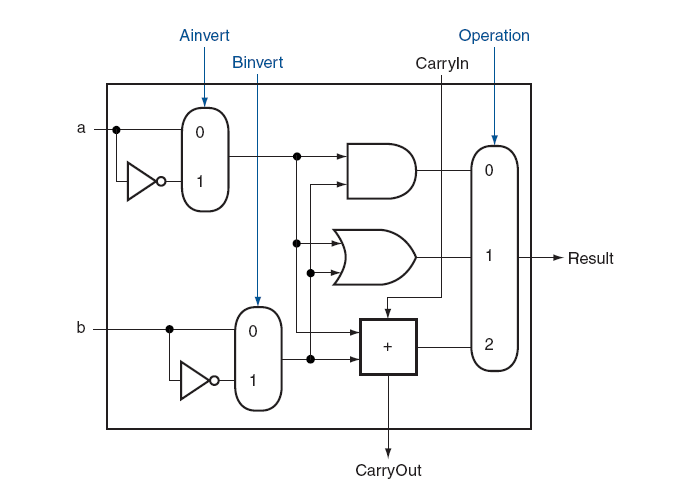 Ainvert
Operation
Binvert
CarryIn
a
0
1
0
1
Result
b
0
1
+
2
CarryOut